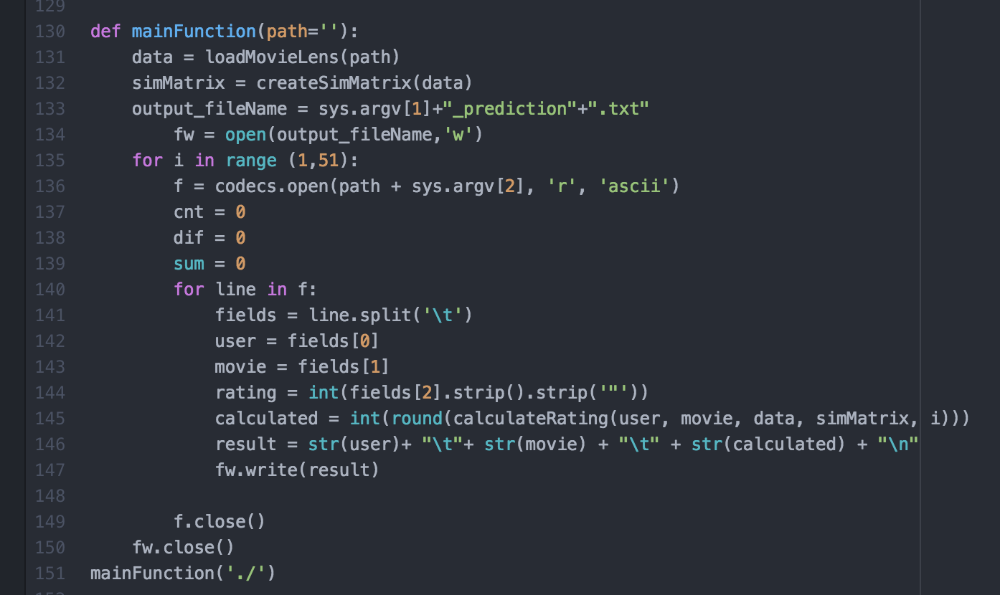 129
130 def mainFunction(path=''):
131     data = loadMovieLens(path)
132     simMatrix = createSimMatrix(data)
133     output_fileName = sys.argv[1]+"_prediction"+".txt"
134         fw = open(output_fileName,'w')
135     for i in range (1,51):
136         f = codecs.open(path + sys.argv[2], 'r', 'ascii')
137         cnt = 0
138         dif = 0
139         sum = 0
140         for line in f:
141             fields = line.split('\t')
142             user = fields[0]
143             movie = fields[1]
144             rating = int(fields[2].strip().strip('"'))
145             calculated = int(round(calculateRating(user, movie, data, simMatrix, i)))
146             result = str(user)+ "\t"+ str(movie) + "\t" + str(calculated) + "\n"
147             fw.write(result)
148
149         f.close()
150     fw.close()
151 mainFunction('./')